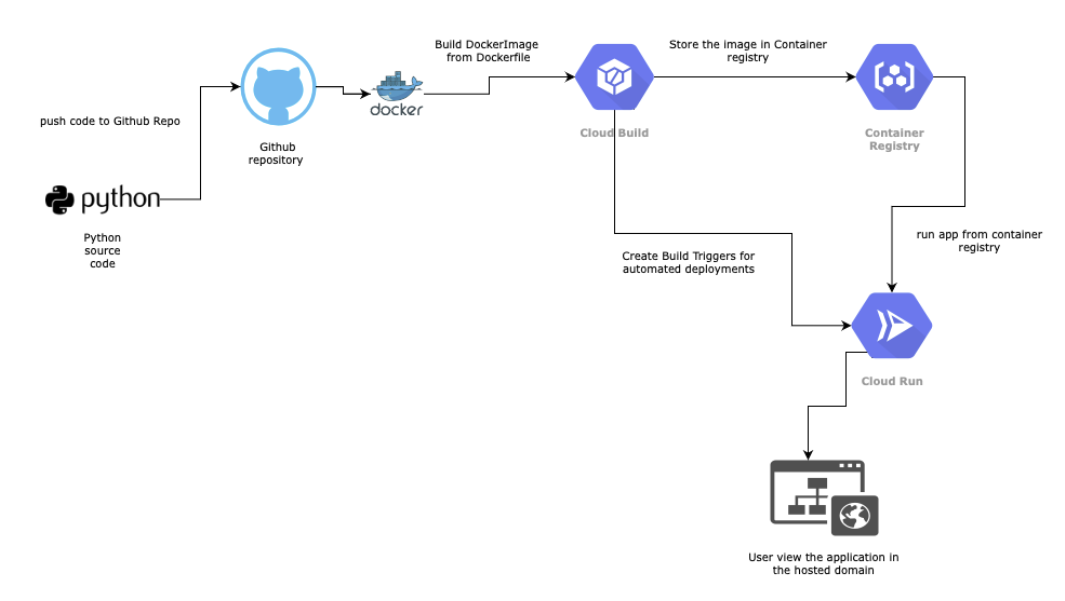 Build DockerImage
from Dockerfile
Store the image in Container
registry
docker
push code to Github Repo
Github
repository
Cloud Build
Container
Registry
python
Python
source
code
run app from container
registry
Create Build Triggers for
automated deployments
Cloud Run
User view the application in
the hosted domain